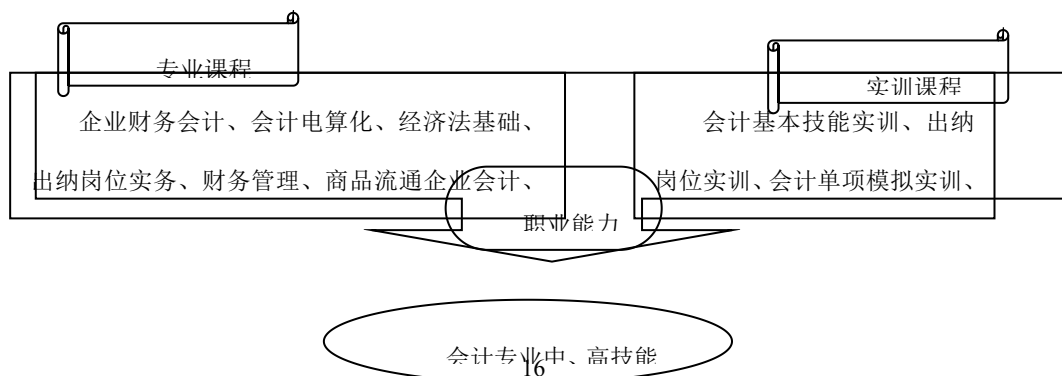 专业课程
实训课程
企业财务会计、会计电算化、经济法基础、
出纳岗位实务、财务管理、商品流通企业会计、
会计基本技能实训、出纳
岗位实训、会计单项模拟实训、
职业能力
会计专业中、高技能
16